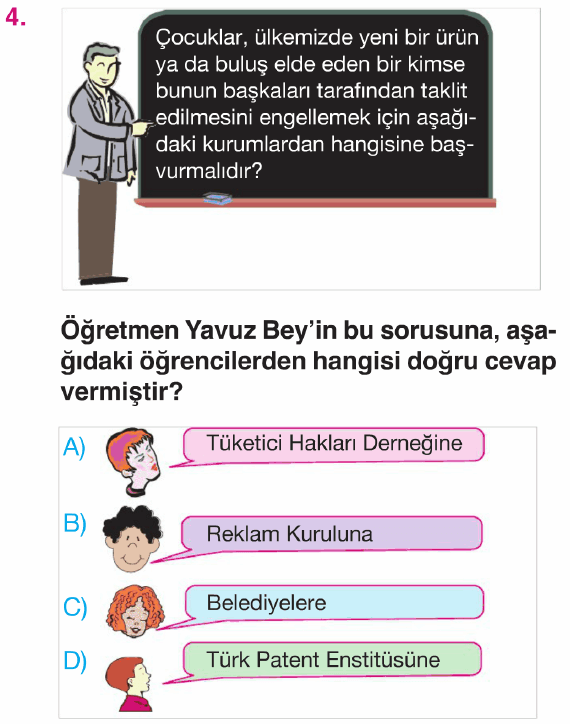 4.
Çocuklar, ülkemizde yeni bir ürün
ya da buluş elde eden bir kimse
bunun başkaları tarafından taklit
edilmesini engellemek için aşağı-
daki kurumlardan hangisine baş-
vurmalıdır?
Öğretmen Yavuz Bey'in bu sorusuna, aşa-
ğıdaki öğrencilerden hangisi doğru cevap
vermiştir?
A) Tüketici Hakları Derneğine
B) Reklam Kuruluna
C) Belediyelere
D) Türk Patent Enstitüsüne